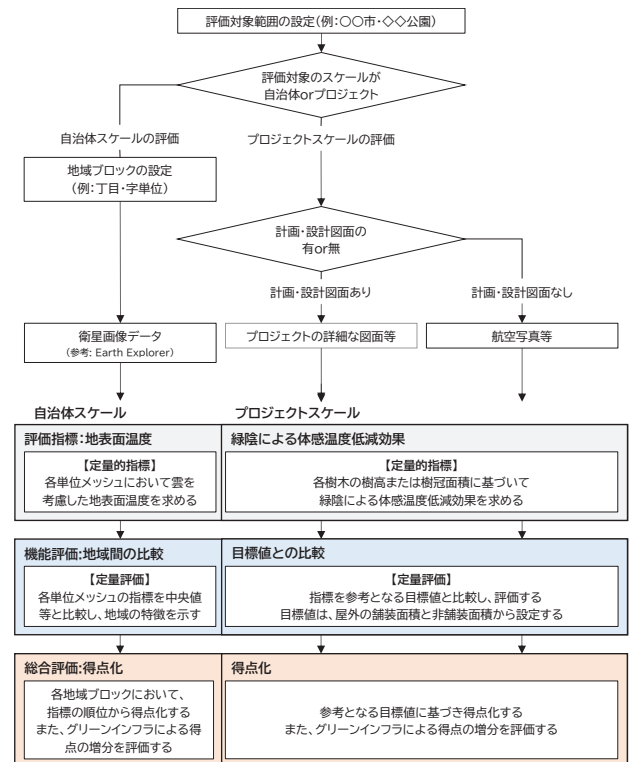 評価対象範囲の設定(例:〇〇市・◇◇公園)
評価対象のスケールが
自治体orプロジェクト
自治体スケールの評価
プロジェクトスケールの評価
地域ブロックの設定
(例:丁目・字単位)
計画・設計図面の
有or無
計画・設計図面あり
計画・設計図面なし
衛星画像データ
(参考: Earth Explorer)
プロジェクトの詳細な図面等
航空写真等
自治体スケール
プロジェクトスケール
評価指標:地表面温度
【定量的指標】
各単位メッシュにおいて雲を
考慮した地表面温度を求める
緑陰による体感温度低減効果
【定量的指標】
各樹木の樹高または樹冠面積に基づいて
緑陰による体感温度低減効果を求める
機能評価:地域間の比較
【定量評価】
各単位メッシュの指標を中央値
等と比較し、地域の特徴を示す
目標値との比較
【定量評価】
指標を参考となる目標値と比較し、評価する
目標値は、屋外の舗装面積と非舗装面積から設定する
総合評価:得点化
各地域ブロックにおいて、
指標の順位から得点化する
また、グリーンインフラによる得
点の増分を評価する
得点化
参考となる目標値に基づき得点化する
また、グリーンインフラによる得点の増分を評価する